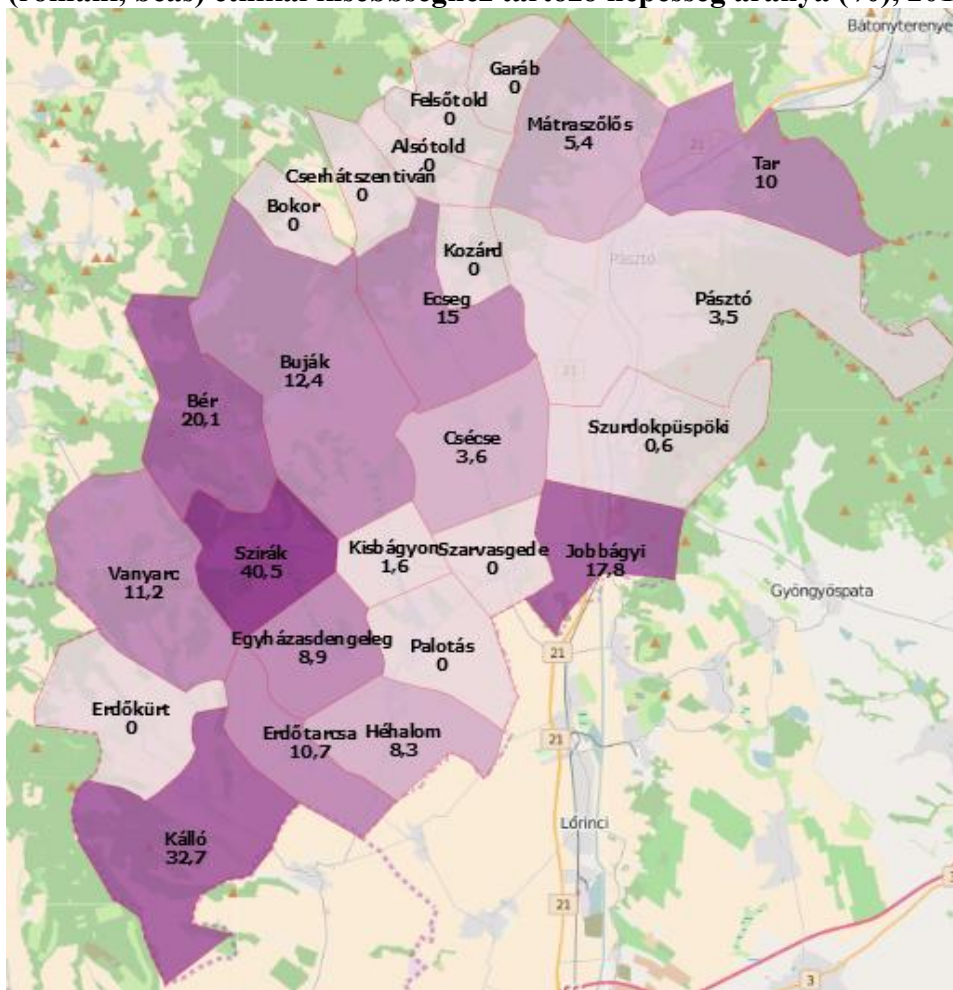 (romani, beás) etnikai kisebbséghez tartozó népesség aránya (%), 201
Bátonyterenye
Garáb
0
Felsőtold
0
Mátraszőlős
5,4
21
Alsótold
0
Tar
10
Cserhátszentiván
0
Bokor
0
Kozárd
0
Pásztó
Ecseg
15
Pásztó
3,5
Buják
12,4
21
Bér
20,1
Szurdokpüspöki
0,6
Csécse
3,6
Szirák
40,5
Kisbágyon
1,6
Szarvasgede
0
Jobbágyi
17,8
Vanyarc
11,2
Gyöngyöspata
Egyházasdengeleg
8,9
Palotás
0
21
Erdőkürt
0
Erdőtarcsa
10,7
Héhalom
8,3
21
Lőrinci
Kálló
32,7
21
3